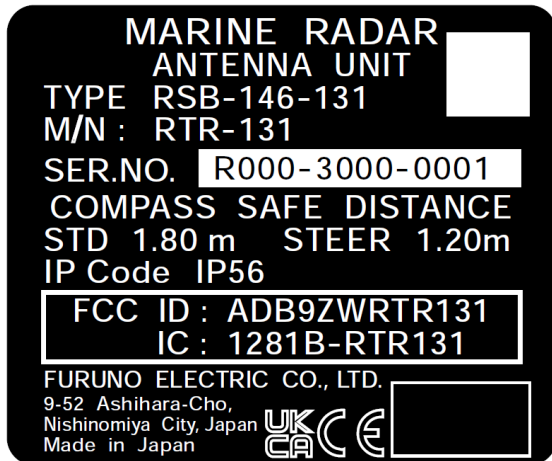 MARINE RADAR
ANTENNA UNIT
TYPE RSB-146-131
M/N : RTR-131
SER.NO. R000-3000-0001
COMPASS SAFE DISTANCE
STD 1.80 m STEER 1.20m
IP Code IP56
FCC ID : ADB9ZWRTR131
IC : 1281B-RTR131
FURUNO ELECTRIC CO., LTD.
9-52 Ashihara-Cho,
Nishinomiya City, Japan
Made in Japan
UK
CA
CE